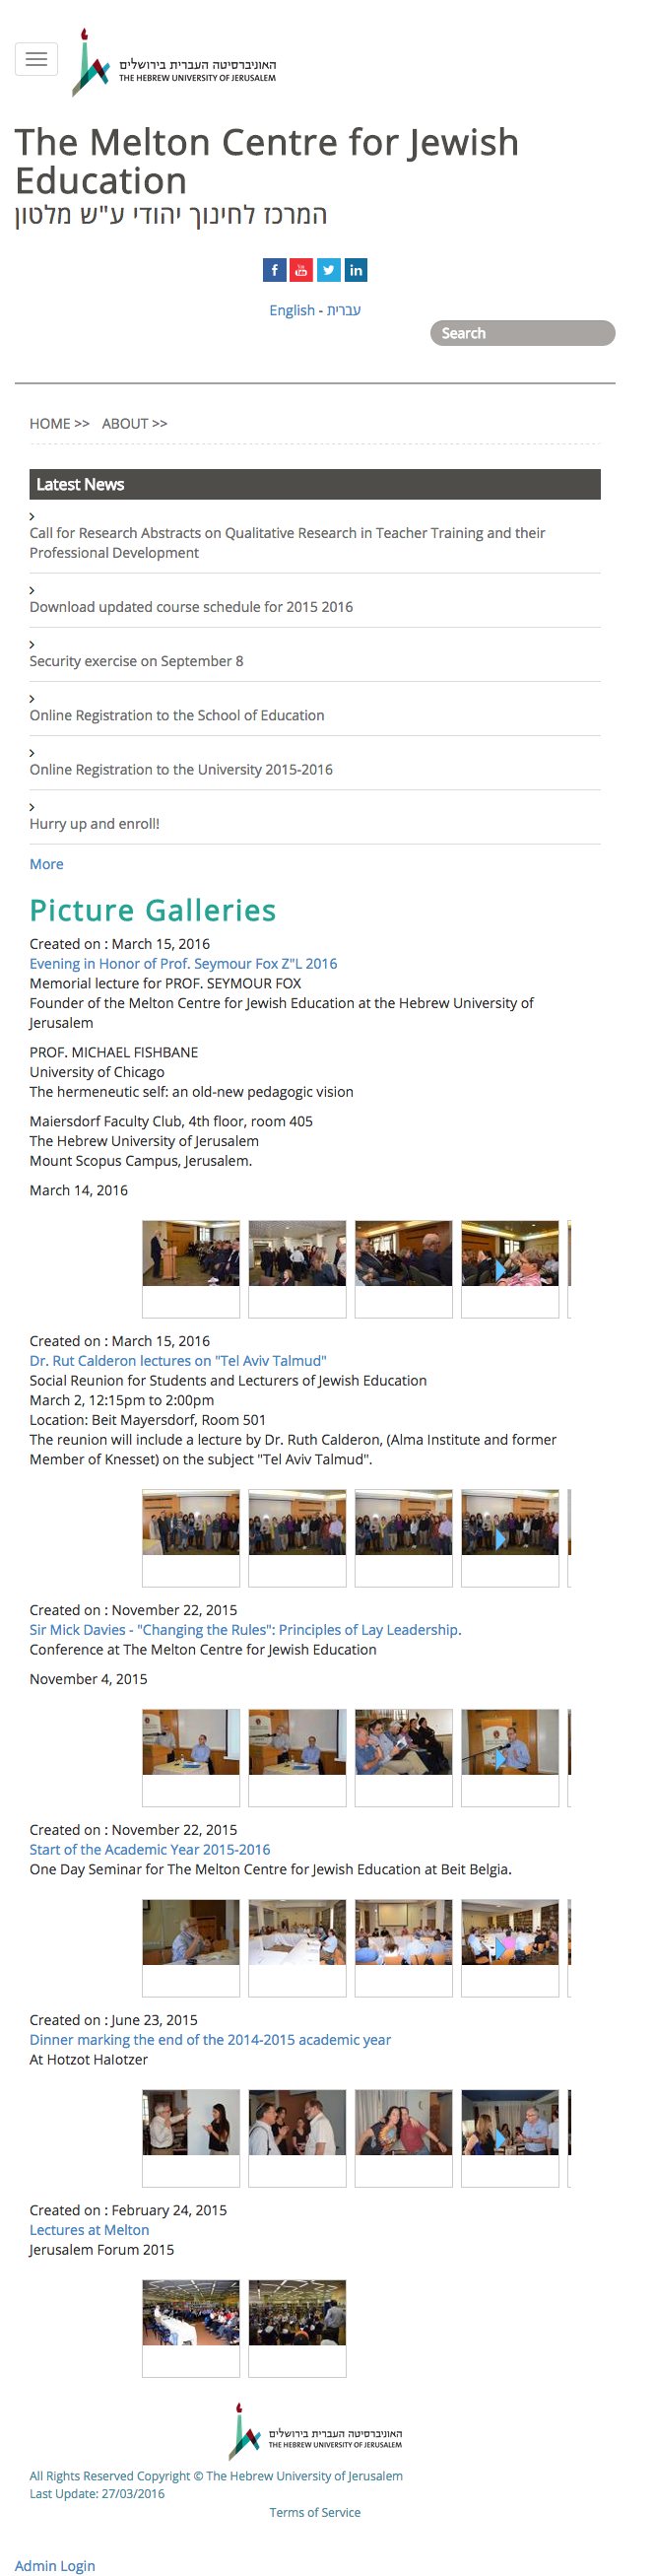 האוניברסיטה העברית בירושלים
THE HEBREW UNIVERSITY OF JERUSALEM
The Melton Centre for Jewish
Education
המרכז לחינוך יהודי ע"ש מלטון
f You Tube in
English - עברית
Search
HOME >> ABOUT >>
Latest News
Call for Research Abstracts on Qualitative Research in Teacher Training and their
Professional Development
Download updated course schedule for 2015 2016
Security exercise on September 8
Online Registration to the School of Education
Online Registration to the University 2015-2016
Hurry up and enroll!
More
Picture Galleries
Created on : March 15, 2016
Evening in Honor of Prof. Seymour Fox Z"L 2016
Memorial lecture for PROF. SEYMOUR FOX
Founder of the Melton Centre for Jewish Education at the Hebrew University of
Jerusalem
PROF. MICHAEL FISHBANE
University of Chicago
The hermeneutic self: an old-new pedagogic vision
Maiersdorf Faculty Club, 4th floor, room 405
The Hebrew University of Jerusalem
Mount Scopus Campus, Jerusalem.
March 14, 2016
Created on : March 15, 2016
Dr. Rut Calderon lectures on "Tel Aviv Talmud"
Social Reunion for Students and Lecturers of Jewish Education
March 2, 12:15pm to 2:00pm
Location: Beit Mayersdorf, Room 501
The reunion will include a lecture by Dr. Ruth Calderon, (Alma Institute and former
Member of Knesset) on the subject "Tel Aviv Talmud".
Created on : November 22, 2015
Sir Mick Davies - "Changing the Rules": Principles of Lay Leadership.
Conference at The Melton Centre for Jewish Education
November 4, 2015
Created on : November 22, 2015
Start of the Academic Year 2015-2016
One Day Seminar for The Melton Centre for Jewish Education at Beit Belgia.
Created on : June 23, 2015
Dinner marking the end of the 2014-2015 academic year
At Hotzot Halotzer
Created on : February 24, 2015
Lectures at Melton
Jerusalem Forum 2015
האוניברסיטה העברית בירושלים
THE HEBREW UNIVERSITY OF JERUSALEM
All Rights Reserved Copyright © The Hebrew University of Jerusalem
Last Update: 27/03/2016
Terms of Service
Admin Login